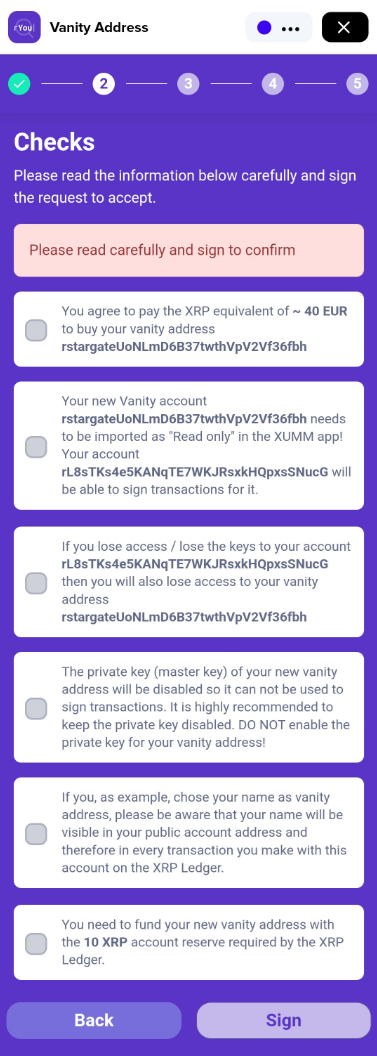 rYou
Vanity Address
2
3
4
5
Checks
Please read the information below carefully and sign
the request to accept.
Please read carefully and sign to confirm
You agree to pay the XRP equivalent of ~ 40 EUR
to buy your vanity address
rstargateUoNLmD6B37twthVpV2Vf36fbh
Your new Vanity account
rstargateUoNLmD6B37twthVpV2Vf36fbh needs
to be imported as "Read only" in the XUMM app!
Your account
rL8sTKs4e5KANqTE7WKJRsxkHQpxsSNucG will
be able to sign transactions for it.
If you lose access / lose the keys to your account
rL8sTKs4e5KANqTE7WKJRsxkHQpxsSNucG
then you will also lose access to your vanity
address
rstargateUoNLmD6B37twthVpV2Vf36fbh
The private key (master key) of your new vanity
address will be disabled so it can not be used to
sign transactions. It is highly recommended to
keep the private key disabled. DO NOT enable the
private key for your vanity address!
If you, as example, chose your name as vanity
address, please be aware that your name will be
visible in your public account address and
therefore in every transaction you make with this
account on the XRP Ledger.
You need to fund your new vanity address with
the 10 XRP account reserve required by the XRP
Ledger.
Back
Sign